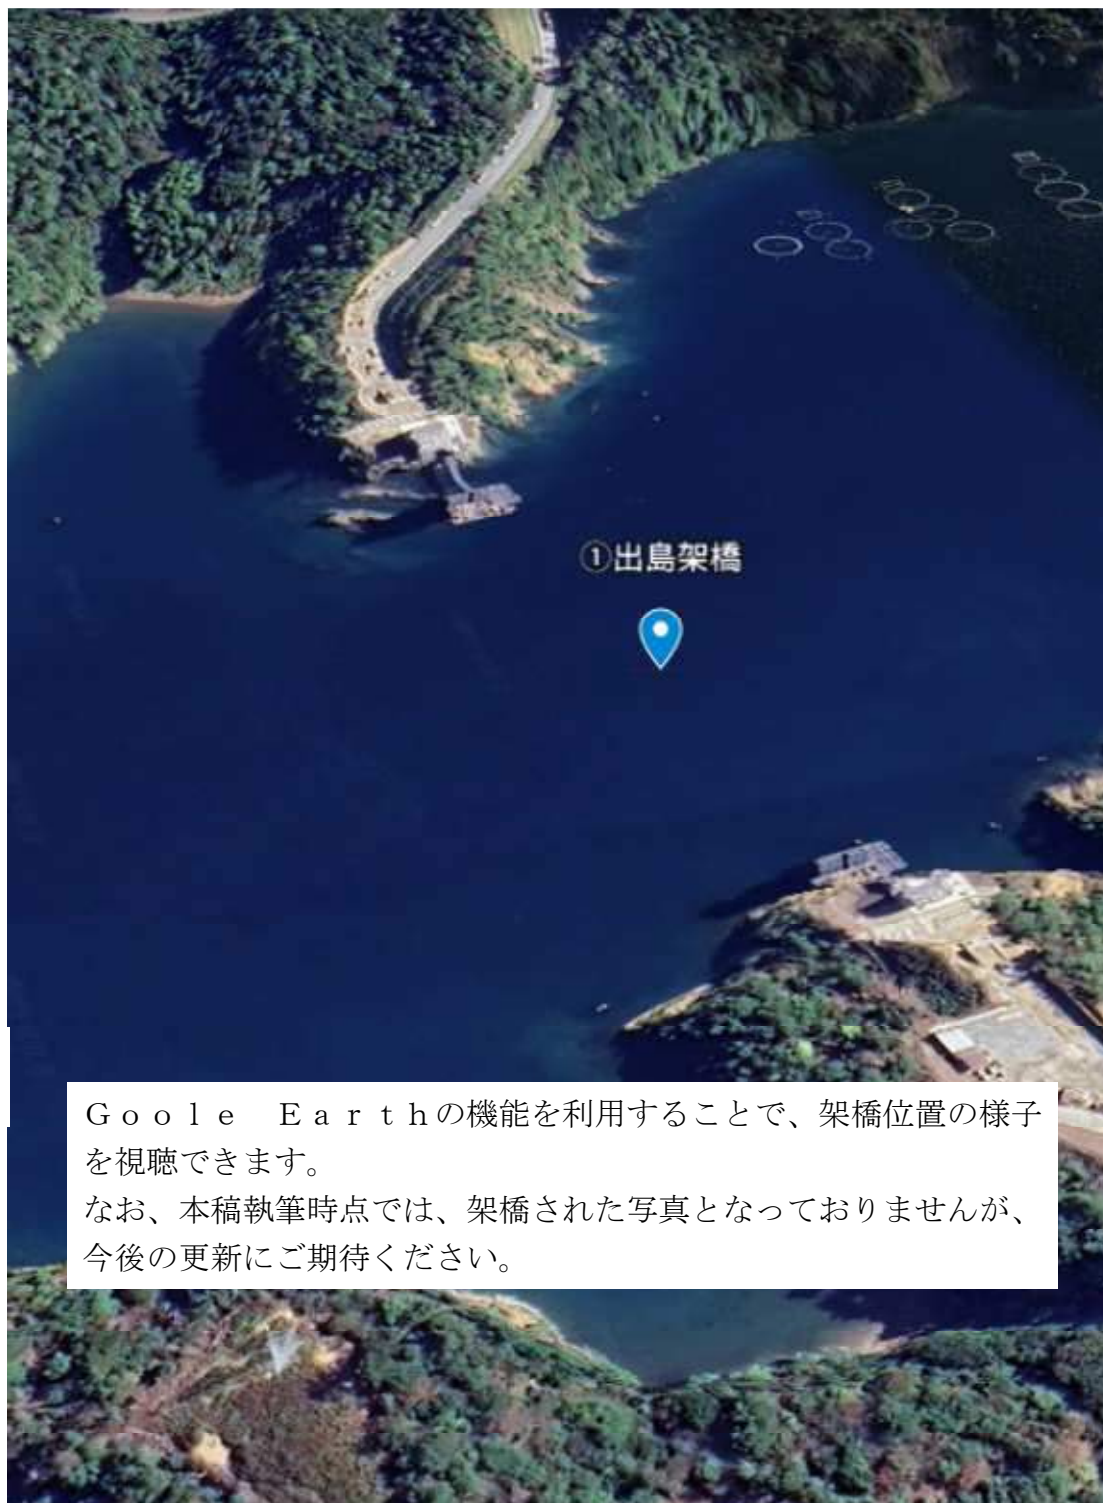 ①出島架橋
Ｇｏｏｌｅ　Ｅａｒｔｈの機能を利用することで、架橋位置の様子
を視聴できます。
なお、本稿執筆時点では、架橋された写真となっておりませんが、
今後の更新にご期待ください。